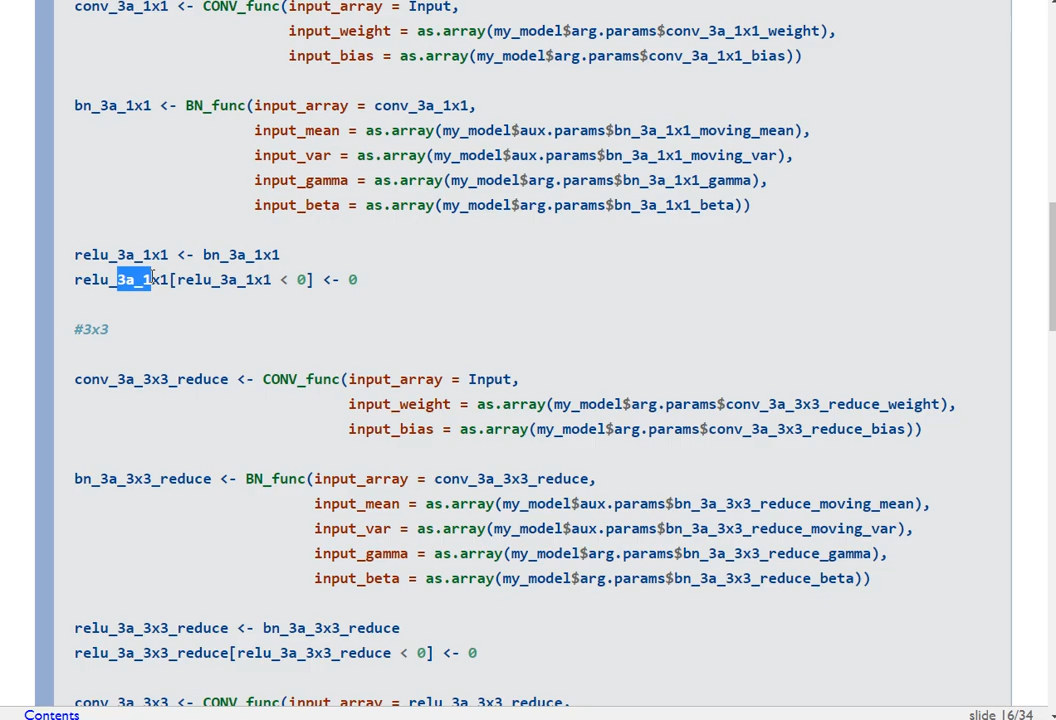 conv_3a_1x1 <- CONV_func(input_array = Input,
input_weight = as.array(my_model$arg.params$conv_3a_1x1_weight),
input_bias = as.array(my_model$arg.params$conv_3a_1x1_bias))
bn_3a_1x1 <- BN_func(input_array = conv_3a_1x1,
input_mean = as.array(my_model$aux.params$bn_3a_1x1_moving_mean),
input_var = as.array(my_model$aux.params$bn_3a_1x1_moving_var),
input_gamma = as.array(my_model$arg.params$bn_3a_1x1_gamma),
input_beta = as.array(my_model$arg.params$bn_3a_1x1_beta))
relu_3a_1x1 <- bn_3a_1x1
relu_3a_1x1[relu_3a_1x1 < 0] <- 0
#3x3
conv_3a_3x3_reduce <- CONV_func(input_array = Input,
input_weight = as.array(my_model$arg.params$conv_3a_3x3_reduce_weight),
input_bias = as.array(my_model$arg.params$conv_3a_3x3_reduce_bias))
bn_3a_3x3_reduce <- BN_func(input_array = conv_3a_3x3_reduce,
input_mean = as.array(my_model$aux.params$bn_3a_3x3_reduce_moving_mean),
input_var = as.array(my_model$aux.params$bn_3a_3x3_reduce_moving_var),
input_gamma = as.array(my_model$arg.params$bn_3a_3x3_reduce_gamma),
input_beta = as.array(my_model$arg.params$bn_3a_3x3_reduce_beta))
relu_3a_3x3_reduce <- bn_3a_3x3_reduce
relu_3a_3x3_reduce[relu_3a_3x3_reduce < 0] <- 0
conv_3a_3x3 <- CONV_func(input_array = relu_3a_3x3_reduce,
Contents
slide 16/34